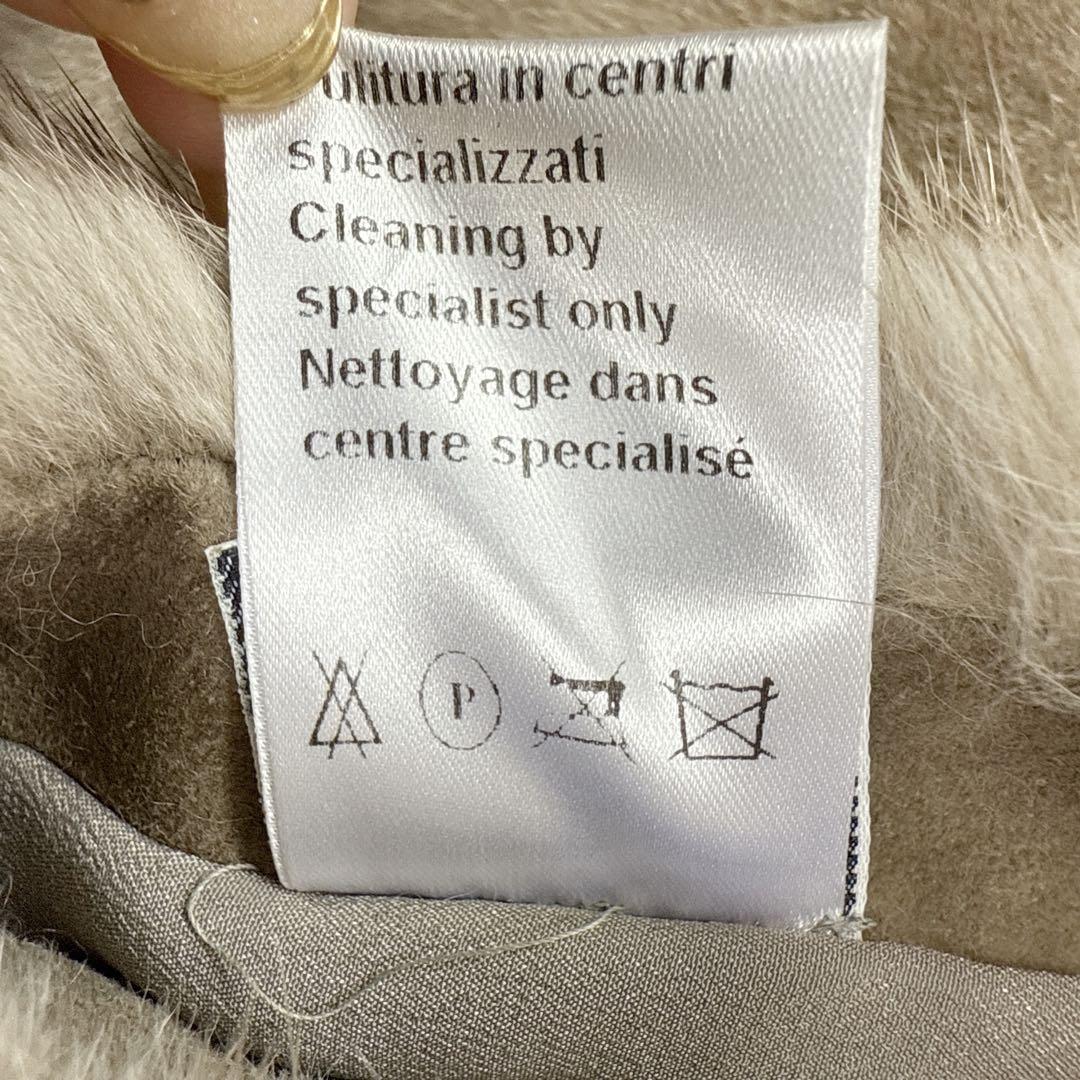 ulitura in centri
specializzati
Cleaning by
specialist only
Nettoyage dans
centre specialisé
P